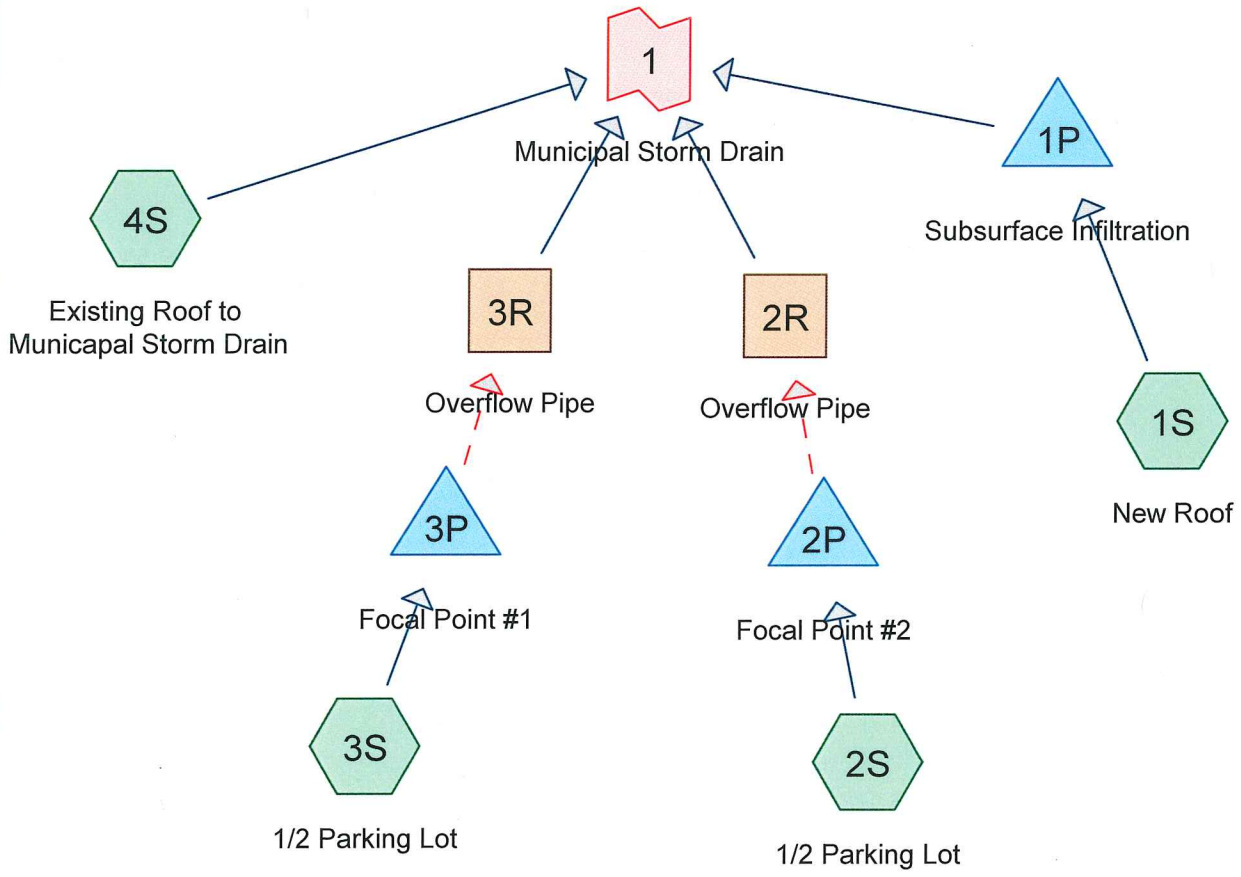 1
Municipal Storm Drain
1P
Subsurface Infiltration
4S
Existing Roof to
Municapal Storm Drain
3R
Overflow Pipe
2R
Overflow Pipe
1S
New Roof
3P
Focal Point #1
2P
Focal Point #2
3S
1/2 Parking Lot
2S
1/2 Parking Lot